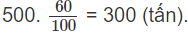 500. 60/100 = 300 (tấn).